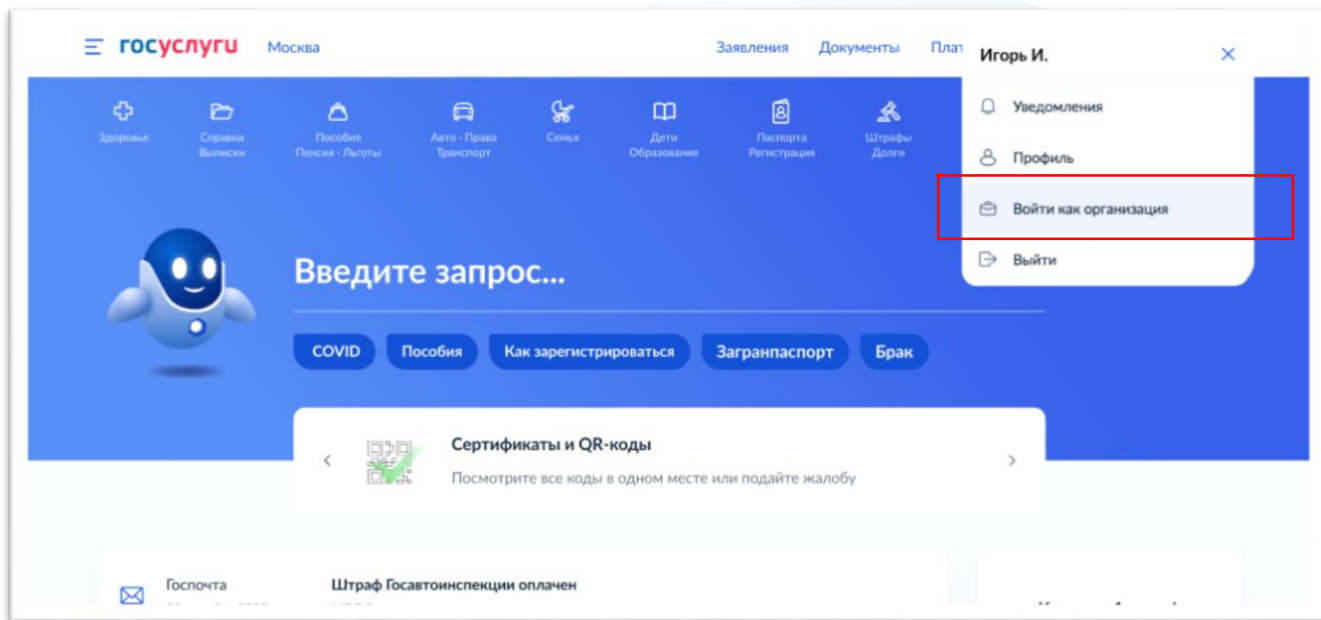 госуслуги Москва Заявления Документы Плат
Игорь И.
Уведомления
Профиль
Войти как организация
Выйти
Здоровье
Справки
Выписки
Пособия
Пенсия · Льготы
Авто · Права
Транспорт
Семья
Дети
Образование
Паспорта
Регистрация
Штрафы
Долги
Введите запрос...
COVID Пособия Как зарегистрироваться Загранпаспорт Брак
Сертификаты и QR-коды
Посмотрите все коды в одном месте или подайте жалобу
Госпочта
Штраф Госавтоинспекции оплачен